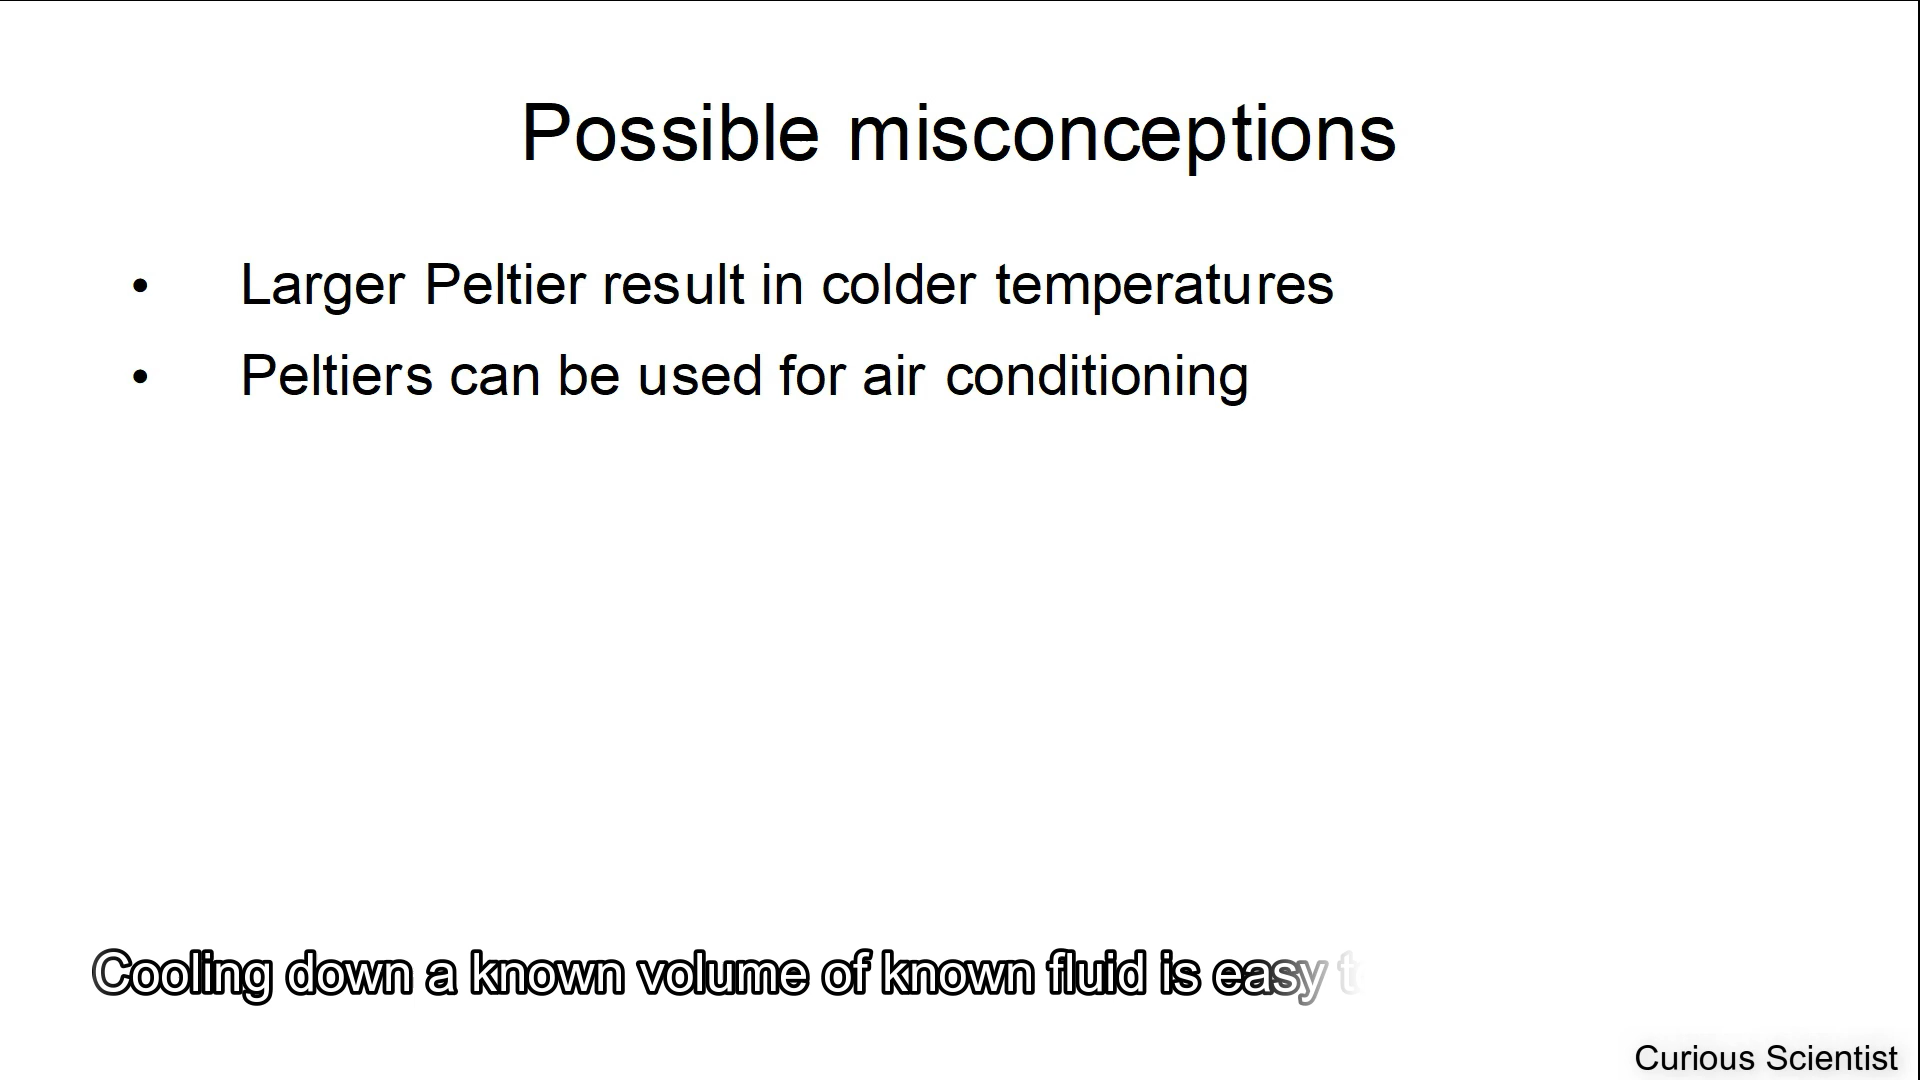 Possible misconceptions
• Larger Peltier result in colder temperatures
• Peltiers can be used for air conditioning
Cooling down a known volume of known fluid is easy
Curious Scientist